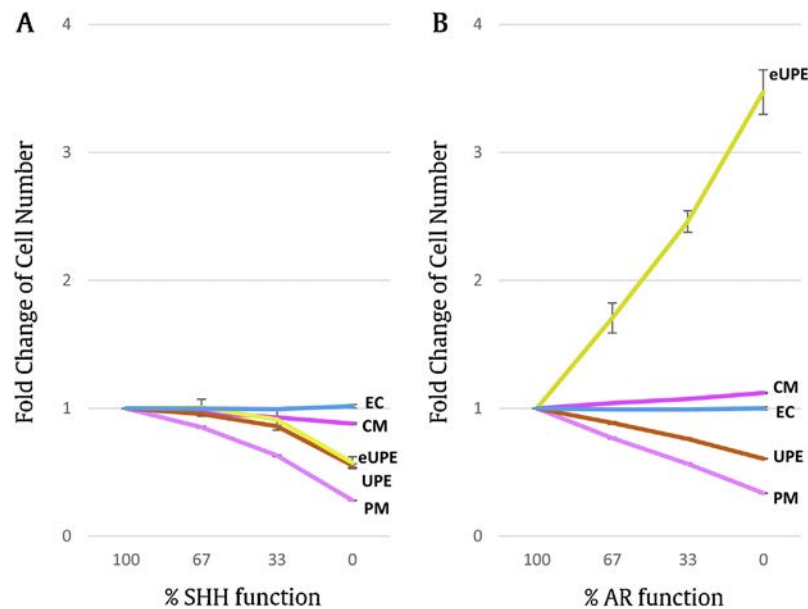 A
Fold Change of Cell Number
4
3
2
1
0
EC
CM
eUPE
UPE
PM
100 67 33 0
% SHH function
B
Fold Change of Cell Number
4
3
2
1
0
eUPE
CM
EC
UPE
PM
100 67 33 0
% AR function